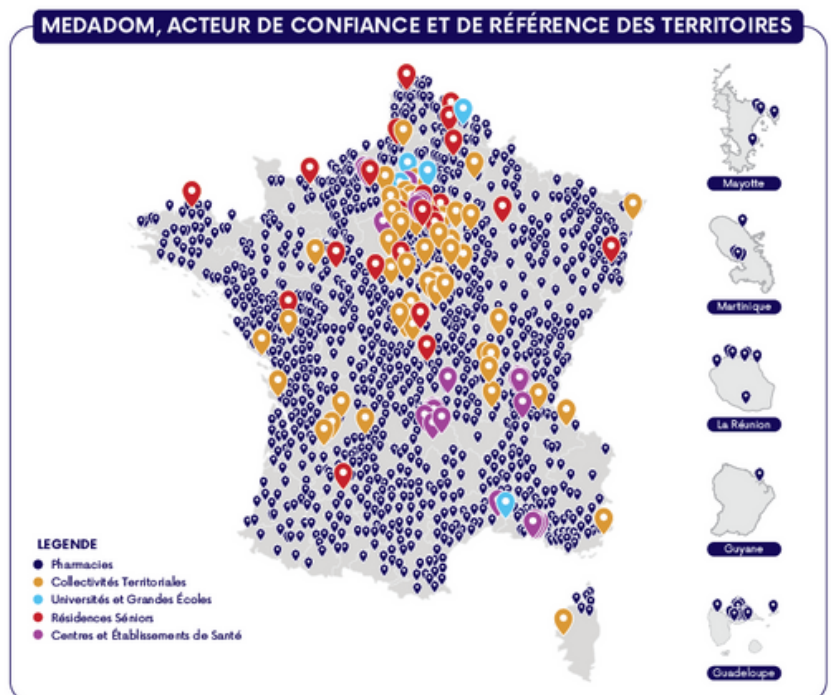 MEDADOM, ACTEUR DE CONFIANCE ET DE RÉFÉRENCE DES TERRITOIRES
Mayotte
Martinique
La Réunion
Guyane
Guadeloupe
LEGENDE
Pharmacies
Collectivités Territoriales
Universités et Grandes Écoles
Résidences Séniors
Centres et Établissements de Santé